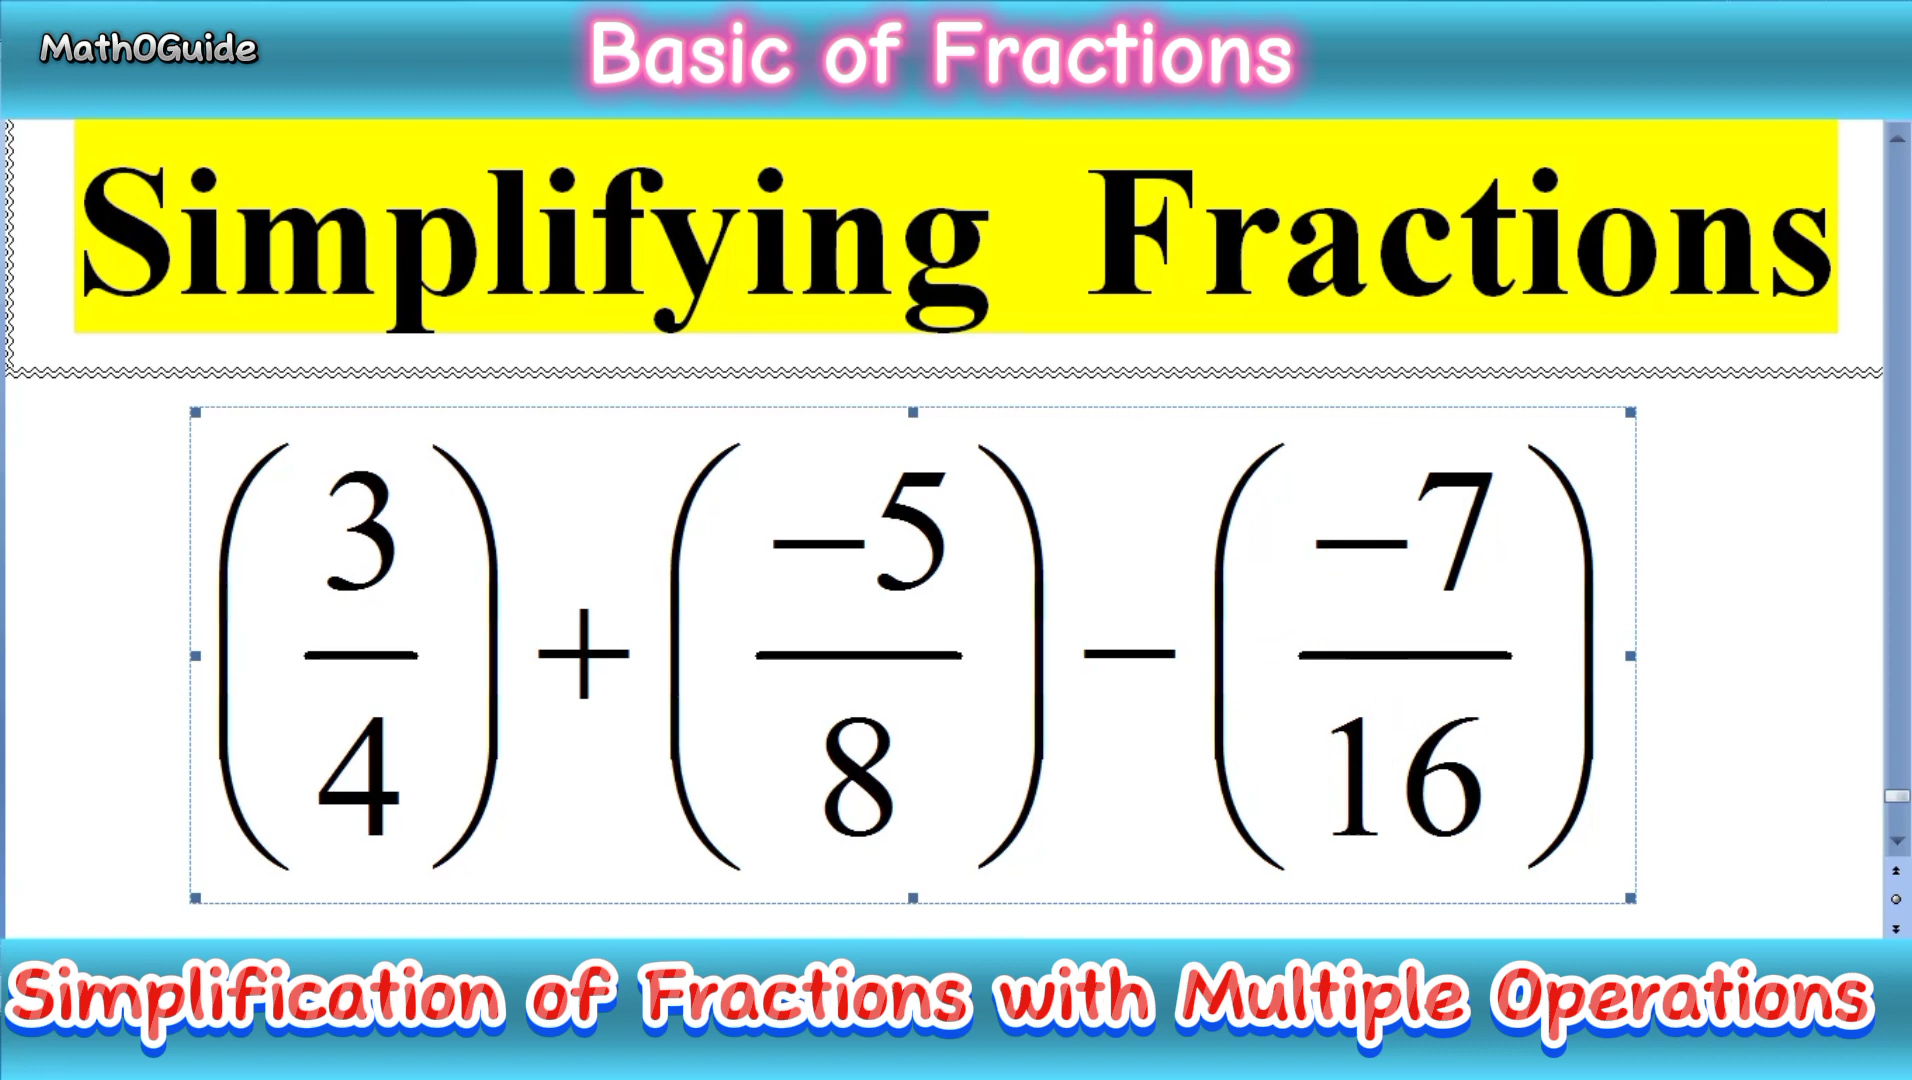 MathOGuide
Basic of Fractions
Simplifying Fractions
(3/4) + (−5/8) − (−7/16)
Simplification of Fractions with Multiple Operations